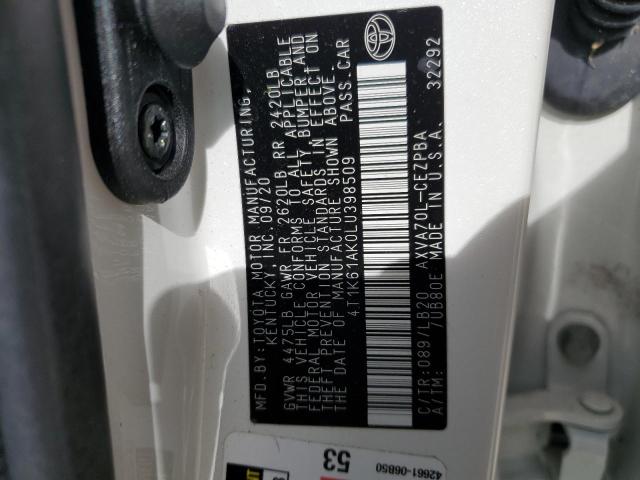 MFD.BY:TOYOTA MOTOR MANUFACTURING,
KENTUCKY, INC. 09/20
GVWR 4475LB GAWR FR 2620LB RR 2420LB
THIS VEHICLE CONFORMS TO ALL APPLICABLE
FEDERAL MOTOR VEHICLE SAFETY, BUMPER AND
THEFT PREVENTION STANDARDS IN EFFECT ON
THE DATE OF MANUFACTURE SHOWN ABOVE.
4T1K61AK0LU398509 PASS. CAR
C/TR:089/LB20 AXVA70L-CEZPBA
A/TM: 7UB80E MADE IN U.S.A. 32292
53
42661-06B50